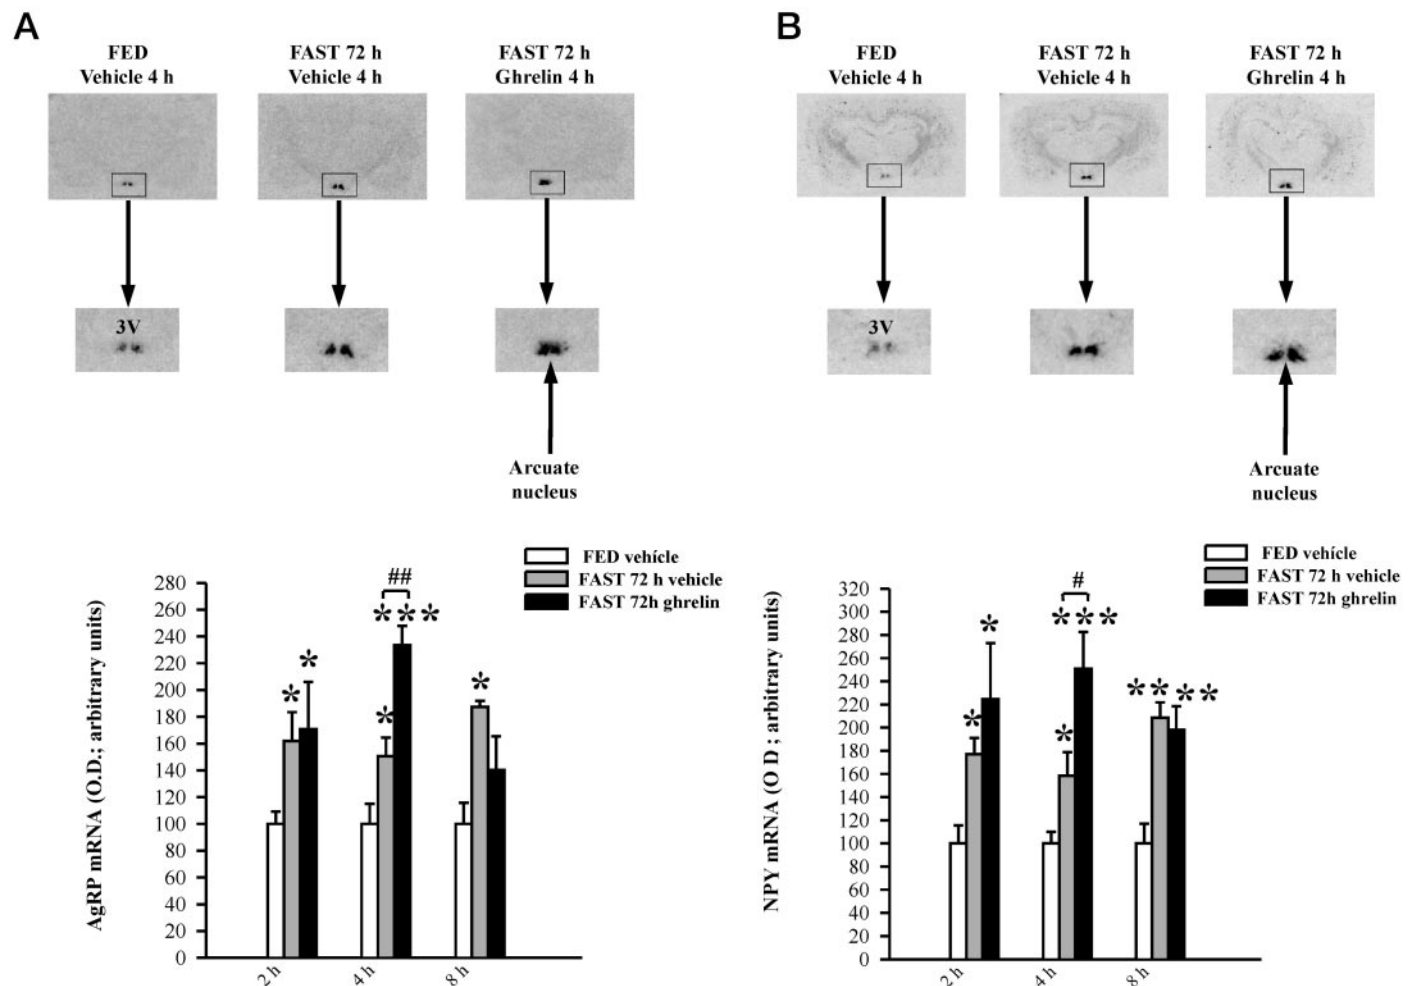 A
FED
Vehicle 4 h
FAST 72 h
Vehicle 4 h
FAST 72 h
Ghrelin 4 h
3V
Arcuate
nucleus
FED vehícle
FAST 72 h vehicle
FAST 72h ghrelin
AgRP mRNA (O.D.; arbitrary units)
280
260
240
220
200
180
160
140
120
100
80
60
40
20
0
*
*
##
***
*
*
2 h
4 h
8 h
B
FED
Vehicle 4 h
FAST 72 h
Vehicle 4 h
FAST 72 h
Ghrelin 4 h
3V
Arcuate
nucleus
FED vehícle
FAST 72 h vehicle
FAST 72h ghrelin
NPY mRNA (O D ; arbitrary units)
320
300
280
260
240
220
200
180
160
140
120
100
80
60
40
20
0
*
*
#
***
*
**
**
2 h
4 h
8 h